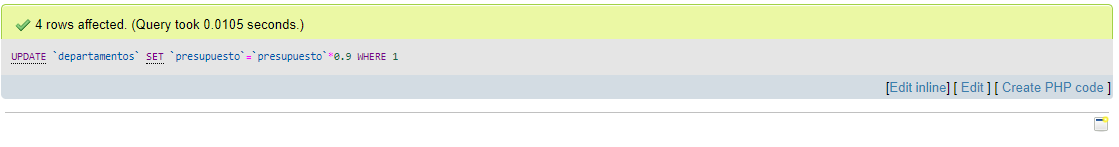 4 rows affected. (Query took 0.0105 seconds.)
UPDATE `departamentos` SET `presupuesto`=`presupuesto`*0.9 WHERE 1
[Edit inline] [ Edit ] [ Create PHP code ]